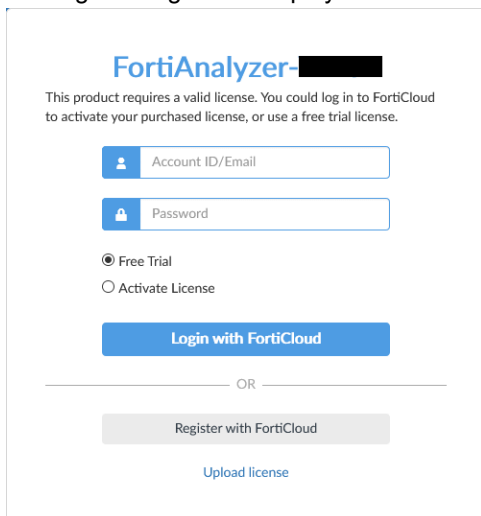 FortiAnalyzer-
This product requires a valid license. You could log in to FortiCloud
to activate your purchased license, or use a free trial license.
Account ID/Email
Password
Free Trial
Activate License
Login with FortiCloud
OR
Register with FortiCloud
Upload license